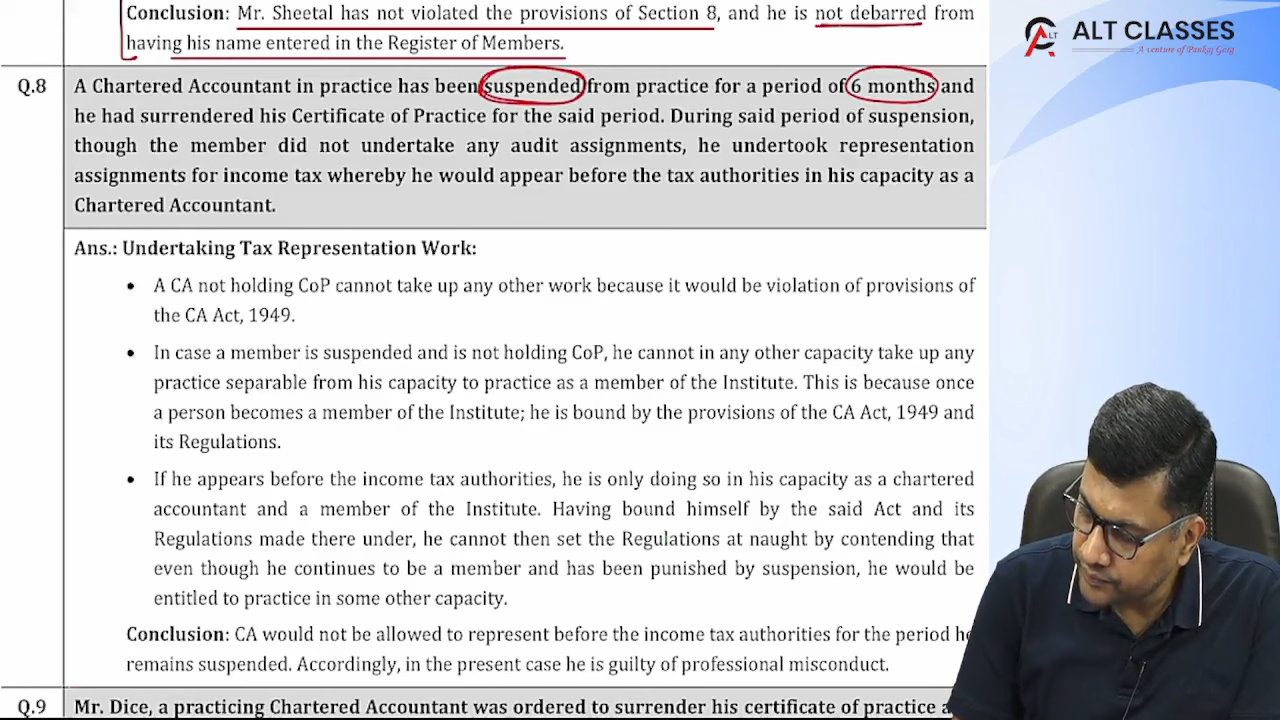 Conclusion: Mr. Sheetal has not violated the provisions of Section 8, and he is not debarred from
having his name entered in the Register of Members.
ALT CLASSES
A venture of Pankaj Garg
ALT
Q.8
A Chartered Accountant in practice has been suspended from practice for a period of 6 months and
he had surrendered his Certificate of Practice for the said period. During said period of suspension,
though the member did not undertake any audit assignments, he undertook representation
assignments for income tax whereby he would appear before the tax authorities in his capacity as a
Chartered Accountant.
Ans.: Undertaking Tax Representation Work:
• A CA not holding CoP cannot take up any other work because it would be violation of provisions of
the CA Act, 1949.
• In case a member is suspended and is not holding CoP, he cannot in any other capacity take up any
practice separable from his capacity to practice as a member of the Institute. This is because once
a person becomes a member of the Institute; he is bound by the provisions of the CA Act, 1949 and
its Regulations.
• If he appears before the income tax authorities, he is only doing so in his capacity as a chartered
accountant and a member of the Institute. Having bound himself by the said Act and its
Regulations made there under, he cannot then set the Regulations at naught by contending that
even though he continues to be a member and has been punished by suspension, he would be
entitled to practice in some other capacity.
Conclusion: CA would not be allowed to represent before the income tax authorities for the period he
remains suspended. Accordingly, in the present case he is guilty of professional misconduct.
Q.9
Mr. Dice, a practicing Chartered Accountant was ordered to surrender his certificate of practice